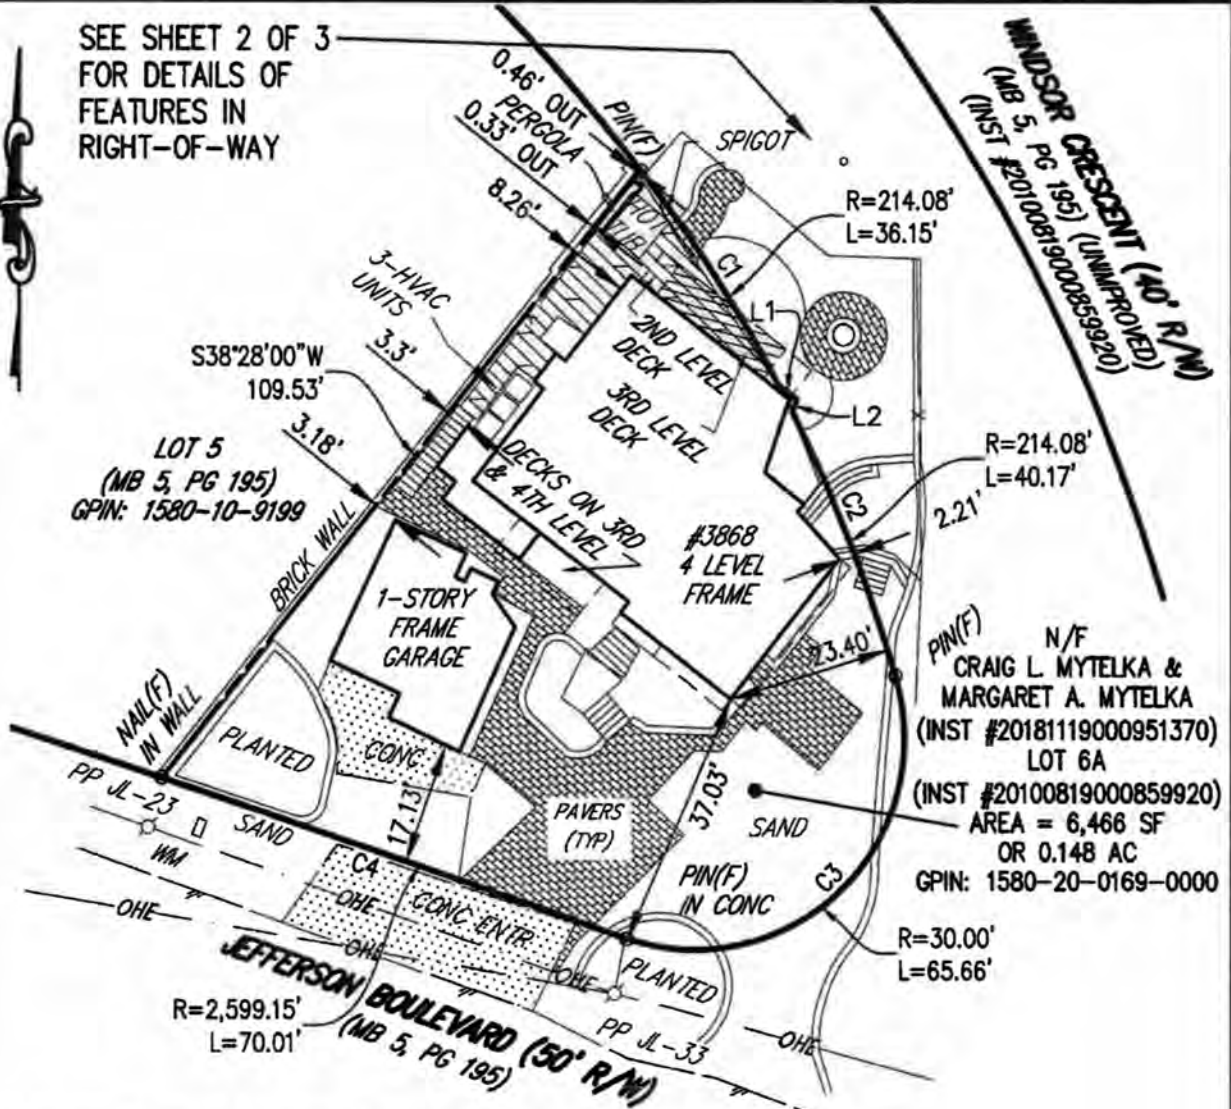 SEE SHEET 2 OF 3
FOR DETAILS OF
FEATURES IN
RIGHT-OF-WAY
0.46' OUT
PERGOLA
0.33' OUT
8.26'
PIN(F)
SPIGOT
WINDSOR CRESCENT (40' R/W)
(MB 5, PG 195) (UNIMPROVED)
(INST #20100819000859920)
R=214.08'
L=36.15'
HOT
TUB
C1
L1
L2
3-HVAC
UNITS
3.3'
S38°28'00"W
109.53'
3.18'
2ND LEVEL
DECK
3RD LEVEL
DECK
LOT 5
(MB 5, PG 195)
GPIN: 1580-10-9199
R=214.08'
L=40.17'
C2
2.21'
DECKS ON 3RD
& 4TH LEVEL
#3868
4 LEVEL
FRAME
BRICK WALL
1-STORY
FRAME
GARAGE
23.40'
PIN(F)
N/F
CRAIG L. MYTELKA &
MARGARET A. MYTELKA
(INST #20181119000951370)
LOT 6A
(INST #20100819000859920)
AREA = 6,466 SF
OR 0.148 AC
GPIN: 1580-20-0169-0000
NAIL(F)
IN WALL
PLANTED
CONC
17.13'
PAVERS
(TYP)
37.03'
SAND
PP JL-23
SAND
WM
C4
PIN(F)
IN CONC
C3
OHE
OHE
CONC ENTR
OHE
OHE
PLANTED
R=30.00'
L=65.66'
JEFFERSON BOULEVARD (50' R/W)
(MB 5, PG 195)
R=2,599.15'
L=70.01'
PP JL-33
OHE